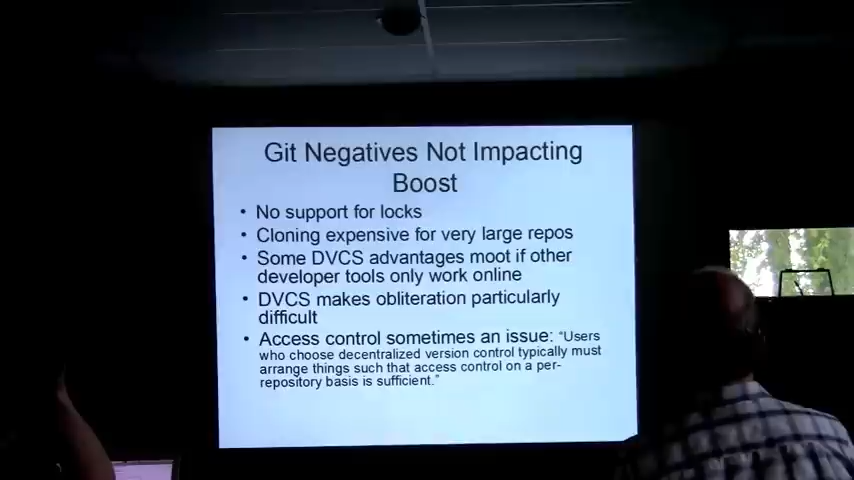 Git Negatives Not Impacting
Boost
• No support for locks
• Cloning expensive for very large repos
• Some DVCS advantages moot if other
developer tools only work online
• DVCS makes obliteration particularly
difficult
• Access control sometimes an issue: “Users
who choose decentralized version control typically must
arrange things such that access control on a per-
repository basis is sufficient.”